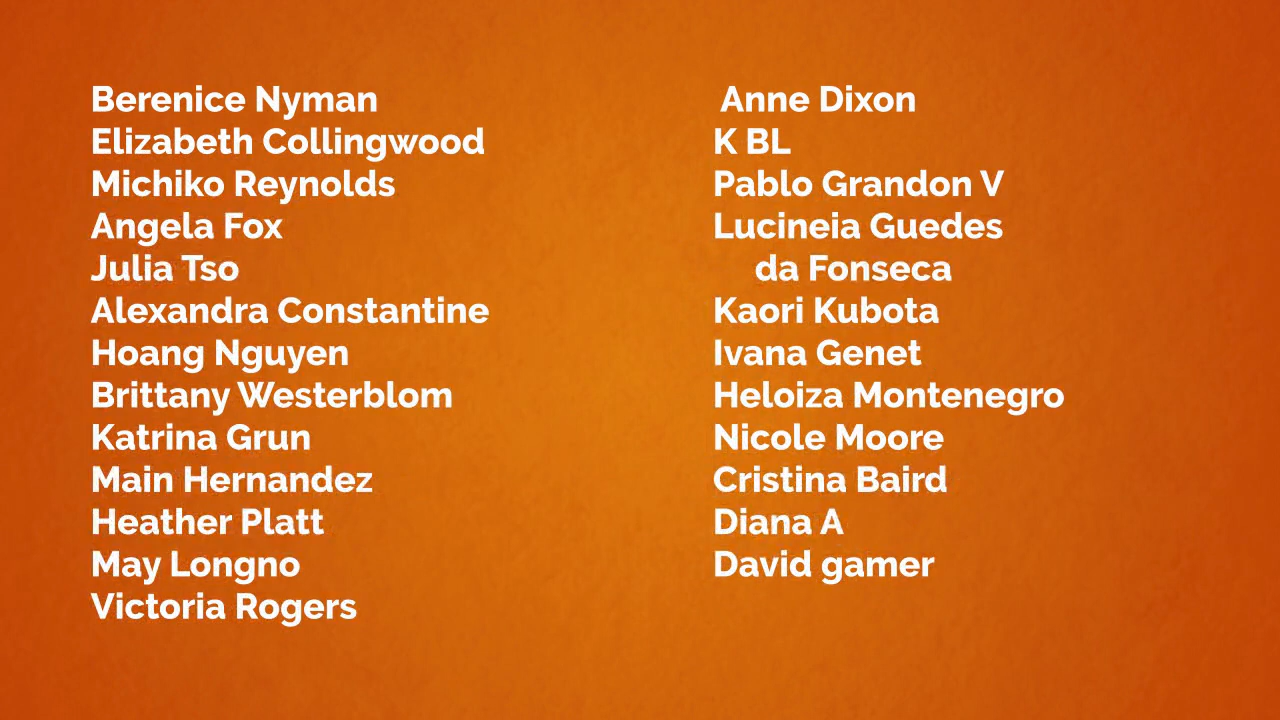 Berenice Nyman
Elizabeth Collingwood
Michiko Reynolds
Angela Fox
Julia Tso
Alexandra Constantine
Hoang Nguyen
Brittany Westerblom
Katrina Grun
Main Hernandez
Heather Platt
May Longno
Victoria Rogers
Anne Dixon
K BL
Pablo Grandon V
Lucineia Guedes
da Fonseca
Kaori Kubota
Ivana Genet
Heloiza Montenegro
Nicole Moore
Cristina Baird
Diana A
David gamer